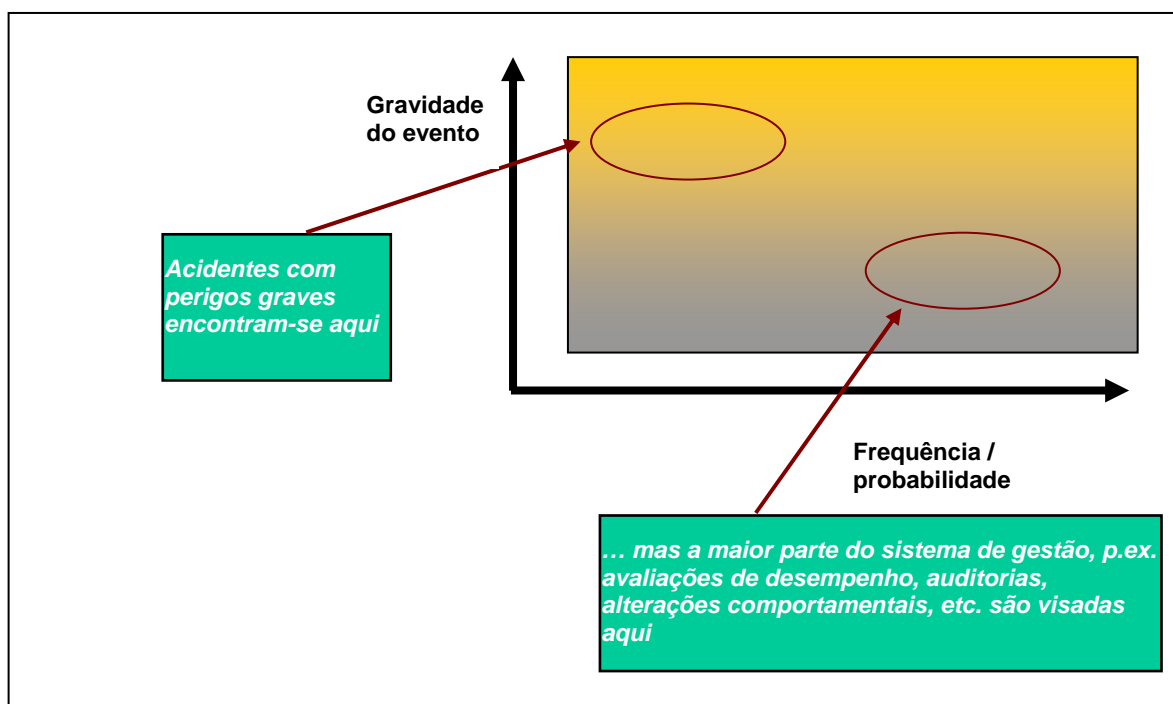 Gravidade
do evento
Acidentes com
perigos graves
encontram-se aqui
Frequência /
probabilidade
… mas a maior parte do sistema de gestão, p.ex.
avaliações de desempenho, auditorias,
alterações comportamentais, etc. são visadas
aqui